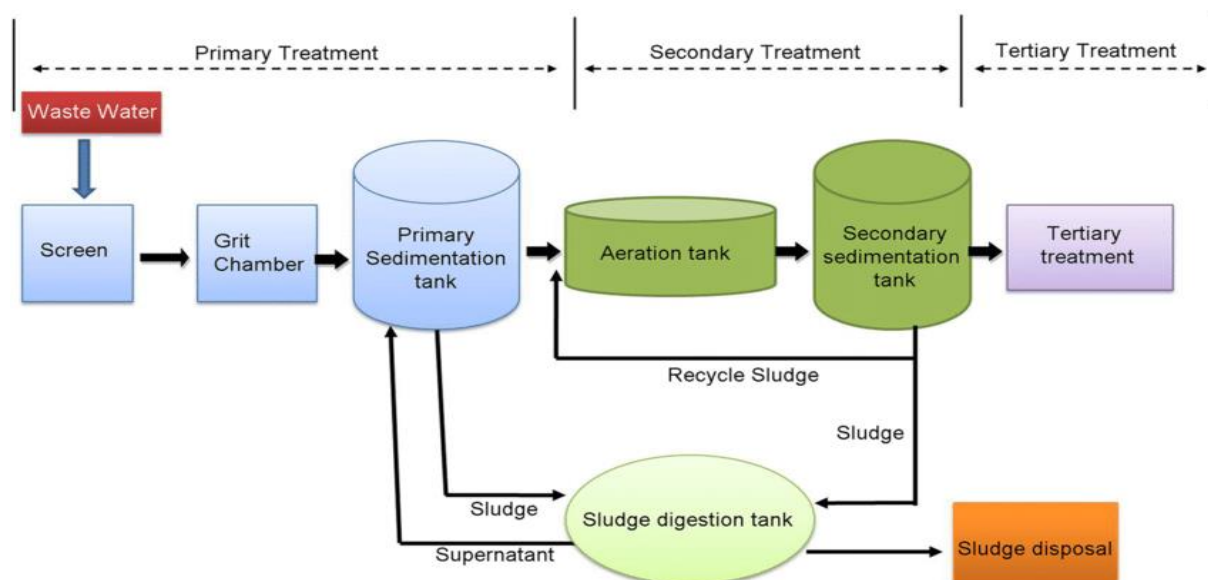 Primary Treatment
Secondary Treatment
Tertiary Treatment
Waste Water
Screen
Grit
Chamber
Primary
Sedimentation
tank
Aeration tank
Secondary
sedimentation
tank
Tertiary
treatment
Recycle Sludge
Sludge
Sludge
Supernatant
Sludge digestion tank
Sludge disposal